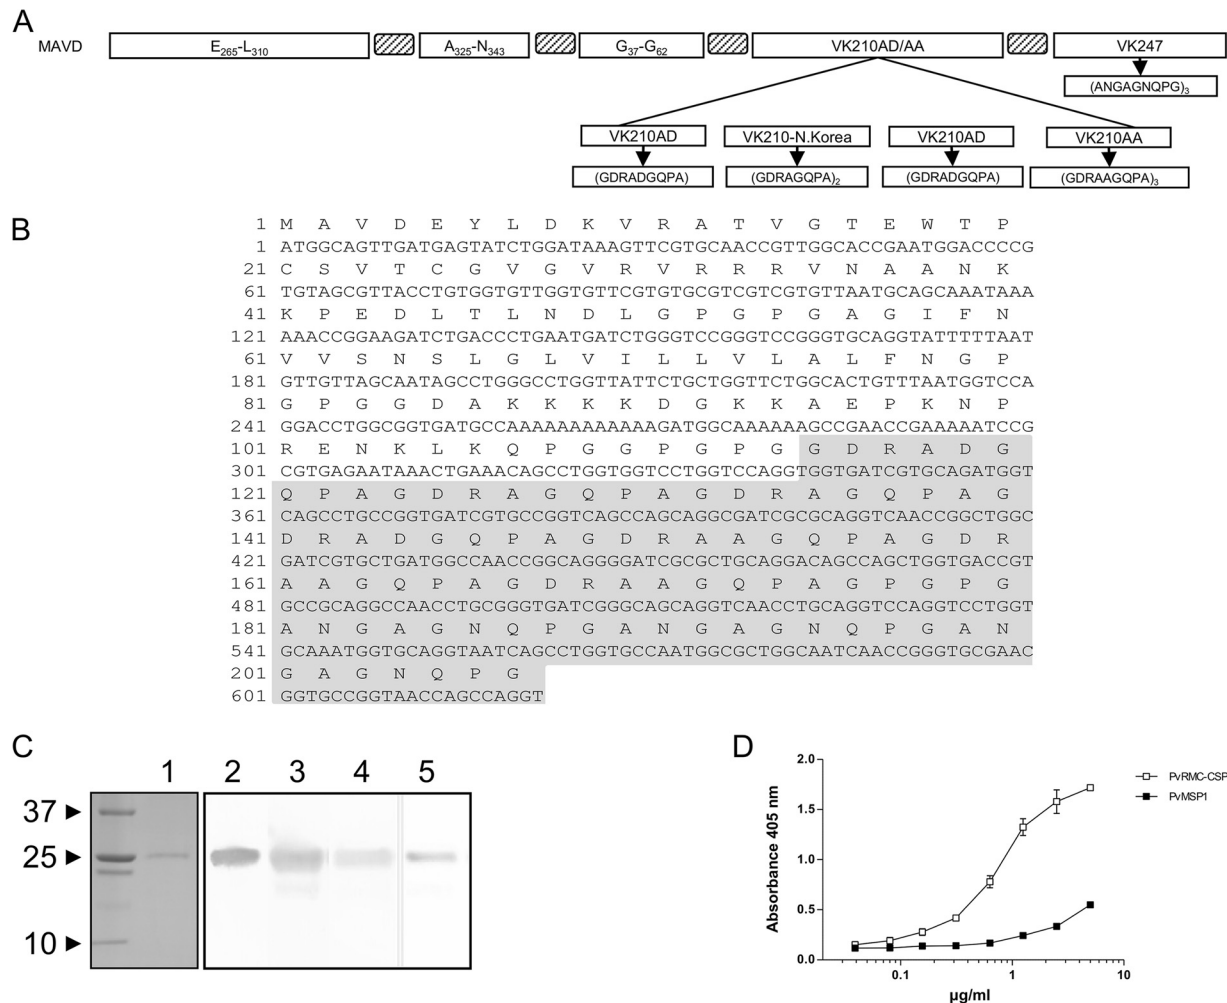 A
MAVD
E265-L310
A325-N343
G37-G62
VK210AD/AA
VK247
(ANGAGNQPG)3
VK210AD
VK210-N.Korea
VK210AD
VK210AA
(GDRADGQPA)
(GDRAGQPA)2
(GDRADGQPA)
(GDRAAGQPA)3
B
1 M A V D E Y L D K V R A T V G T E W T P
1 ATGGCAGTTGATGAGTATCTGGATAAAGTTCGTGCAACCGTTGGCACCGAATGGACCCCG
21 C S V T C G V G V R V R R R V N A A N K
61 TGTAGCGTTACCTGTGGTGTTGGTGTTCGTGTGCGTCGTCGTGTTAATGCAGCAAATAAA
41 K P E D L T L N D L G P G P G A G I F N
121 AAACCGGAAGATCTGACCCTGAATGATCTGGGTCCGGGTCCGGGTGCAGGTATTTTTAAT
61 V V S N S L G L V I L L V L A L F N G P
181 GTTGTTAGCAATAGCCTGGGCCTGGTTATTCTGCTGGTTCTGGCACTGTTTAATGGTCCA
81 G P G G D A K K K K D G K K A E P K N P
241 GGACCTGGCGGTGATGCCAAAAAAAAAAAAGATGGCAAAAAAGCCGAACCGAAAAATCCG
101 R E N K L K Q P G G P G P G G D R A D G
301 CGTGAGAATAAACTGAAACAGCCTGGTGGTCCTGGTCCAGGTGGTGATCGTGCAGATGGT
121 Q P A G D R A G Q P A G D R A G Q P A G
361 CAGCCTGCCGGTGATCGTGCCGGTCAGCCAGCAGGCGATCGCGCAGGTCAACCGGCTGGC
141 D R A D G Q P A G D R A A G Q P A G D R
421 GATCGTGCTGATGGCCAACCGGCAGGGGATCGCGCTGCAGGACAGCCAGCTGGTGACCGT
161 A A G Q P A G D R A A G Q P A G P G P G
481 GCCGCAGGCCAACCTGCGGGTGATCGGGCAGCAGGTCAACCTGCAGGTCCAGGTCCTGGT
181 A N G A G N Q P G A N G A G N Q P G A N
541 GCAAATGGTGCAGGTAATCAGCCTGGTGCCAATGGCGCTGGCAATCAACCGGGTGCGAAC
201 G A G N Q P G
601 GGTGCCGGTAACCAGCCAGGT
C
1 2 3 4 5
37
25
10
D
Absorbance 405 nm
2.0
1.5
1.0
0.5
0.0
0.1 1 10
µg/ml
PvRMC-CSP
PvMSP1